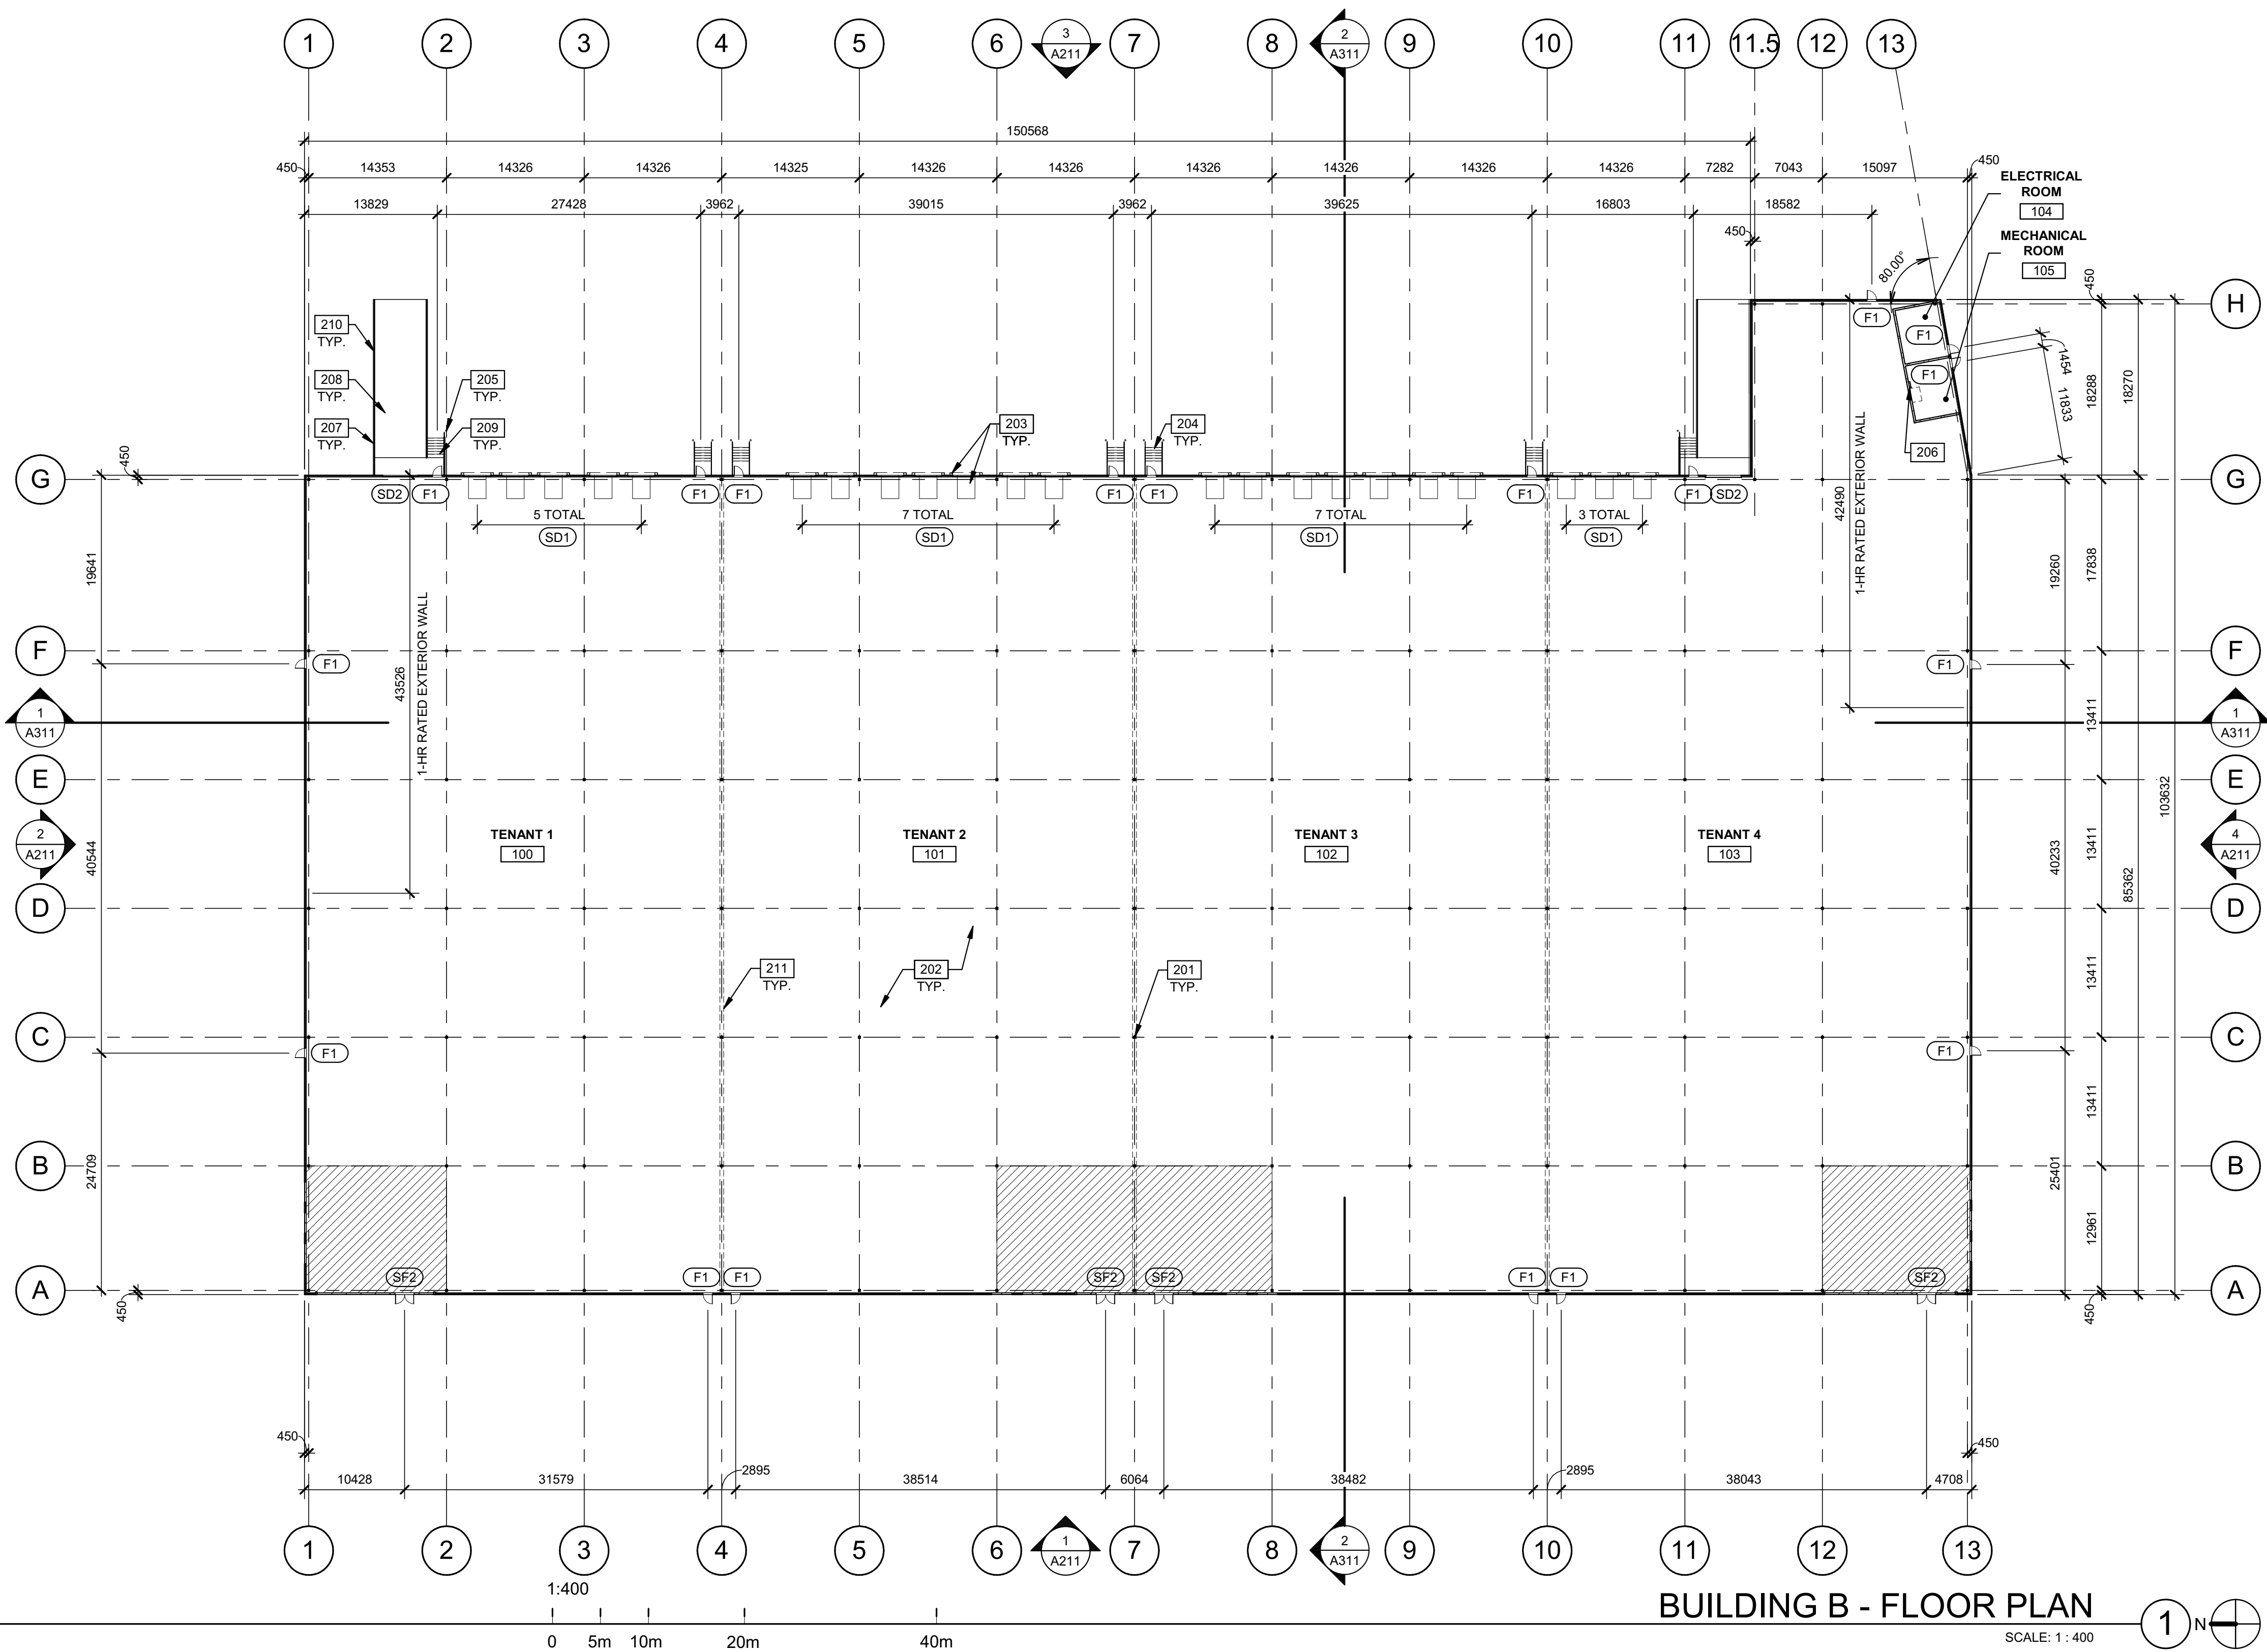 1 2 3 4 5 6 3 7 8 2 9 10 11 11.5 12 13
A211 A311
150568
450 14353 14326 14326 14325 14326 14326 14326 14326 14326 14326 7282 7043 15097 450
13829 27428 3962 39015 3962 39625 16803 18582
450
ELECTRICAL
ROOM
104
MECHANICAL
ROOM
105
80.00°
450
H
F1
F1
F1
1454
11833
18288
18270
210
TYP.
208
TYP.
207
TYP.
205
TYP.
209
TYP.
203
TYP.
204
TYP.
206
450
G G
SD2 F1 F1 F1 F1 F1 F1 F1 SD2
5 TOTAL
SD1
7 TOTAL
SD1
7 TOTAL
SD1
3 TOTAL
SD1
42490
1-HR RATED EXTERIOR WALL
19641
43526
1-HR RATED EXTERIOR WALL
19260
17838
F F
F1 F1
1
A311
1
A311
13411
E E
103632
2
A211
4
A211
40544
TENANT 1
100
TENANT 2
101
TENANT 3
102
TENANT 4
103
40233
13411
85362
D D
211
TYP.
202
TYP.
201
TYP.
13411
C C
F1 F1
13411
B B
24709
25401
12961
SF2 F1 F1 SF2 SF2 F1 F1 SF2
A A
450
450
450
450
10428 31579 2895 38514 6064 38482 2895 38043 4708
1 2 3 4 5 6 1 7 8 2 9 10 11 12 13
A211 A311
1:400
0 5m 10m 20m 40m
BUILDING B - FLOOR PLAN
SCALE: 1 : 400
1
N